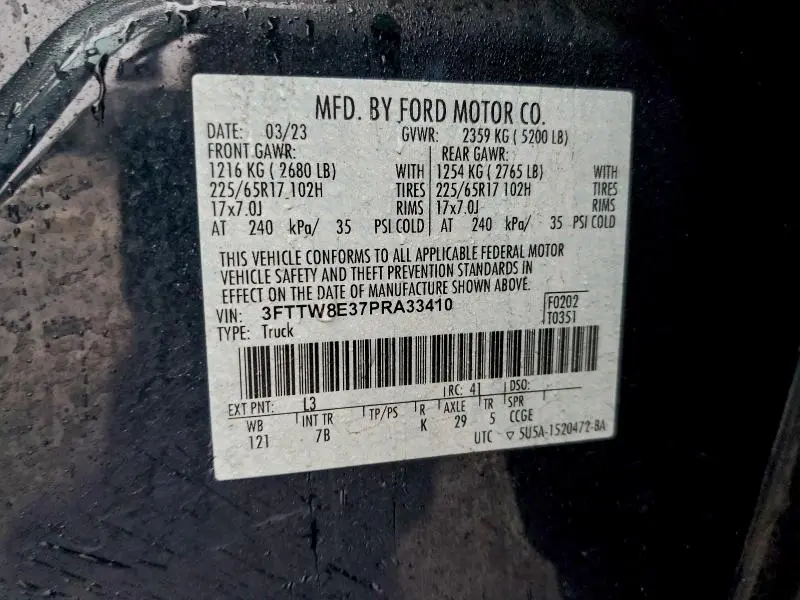 MFD. BY FORD MOTOR CO.
DATE: 03/23 GVWR: 2359 KG ( 5200 LB)
FRONT GAWR: REAR GAWR:
1216 KG ( 2680 LB) WITH 1254 KG ( 2765 LB) WITH
225/65R17 102H TIRES 225/65R17 102H TIRES
17x7.0J RIMS 17x7.0J RIMS
AT 240 kPa/ 35 PSI COLD AT 240 kPa/ 35 PSI COLD
THIS VEHICLE CONFORMS TO ALL APPLICABLE FEDERAL MOTOR
VEHICLE SAFETY AND THEFT PREVENTION STANDARDS IN
EFFECT ON THE DATE OF MANUFACTURE SHOWN ABOVE.
VIN: 3FTTW8E37PRA33410 F0202
TYPE: Truck T0351
EXT PNT: L3 RC: 41 DSO:
WB INT TR TP/PS R AXLE TR SPR
121 7B K 29 5 CCGE
UTC ▽ 5U5A-1520472-BA